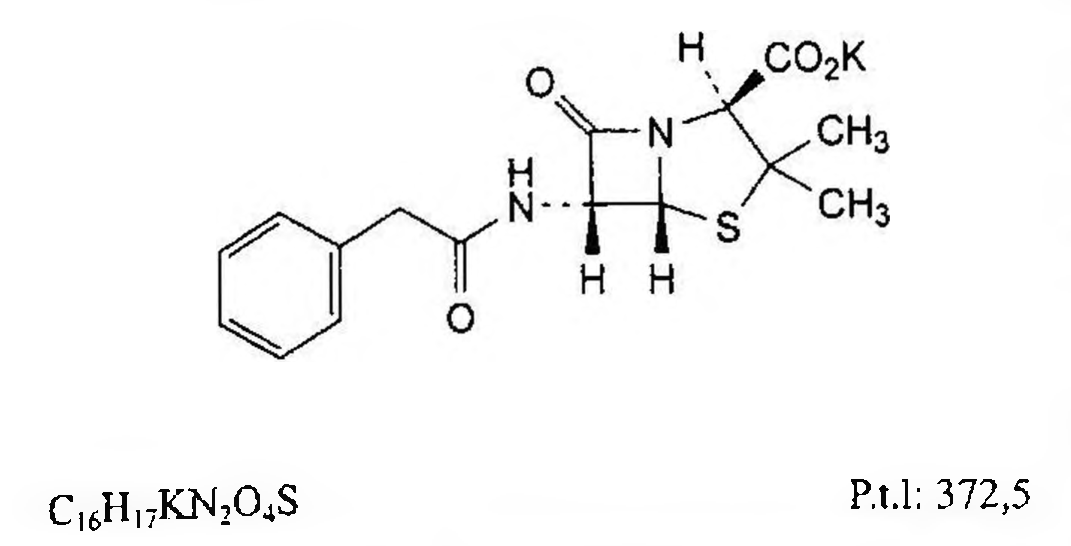 H CO₂K
O
N CH₃
H
N S CH₃
H H
O
C₁₆H₁₇KN₂O₄S P.t.l: 372,5